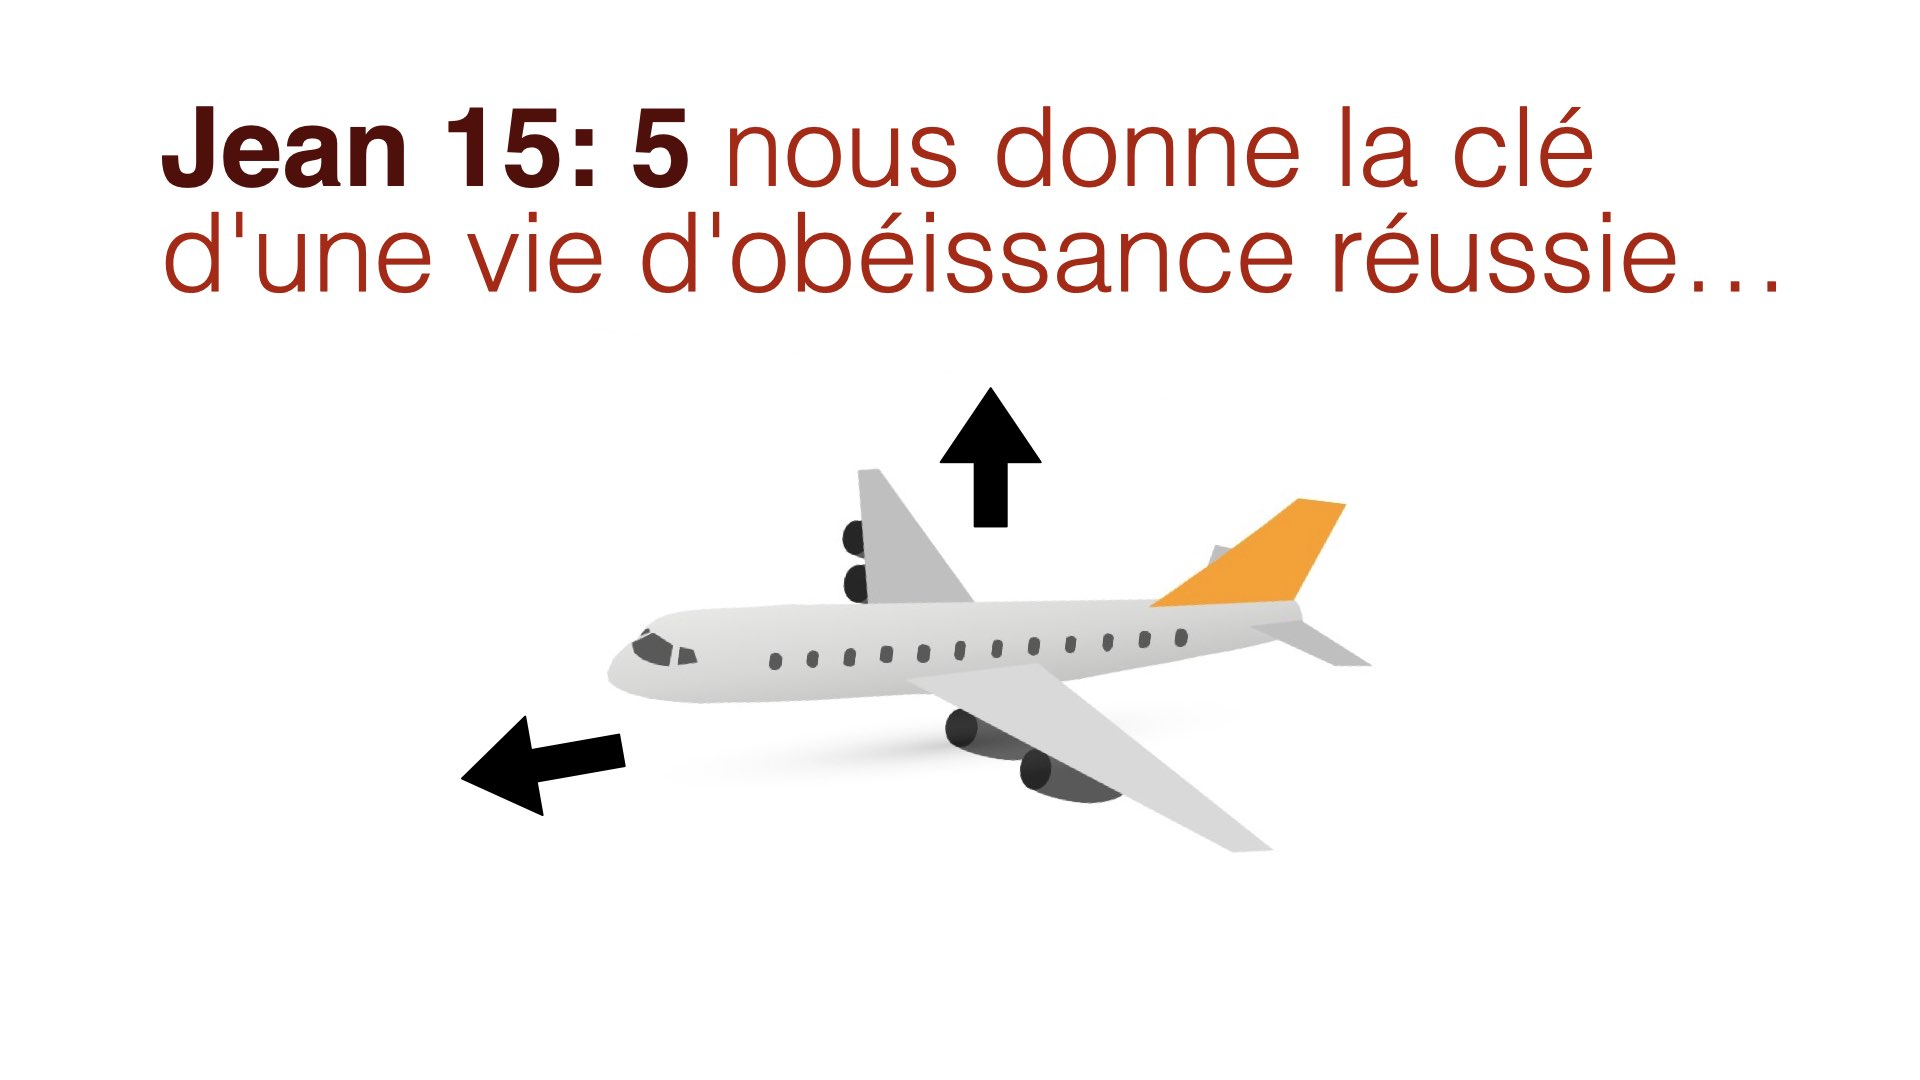 Jean 15: 5 nous donne la clé
d'une vie d'obéissance réussie…